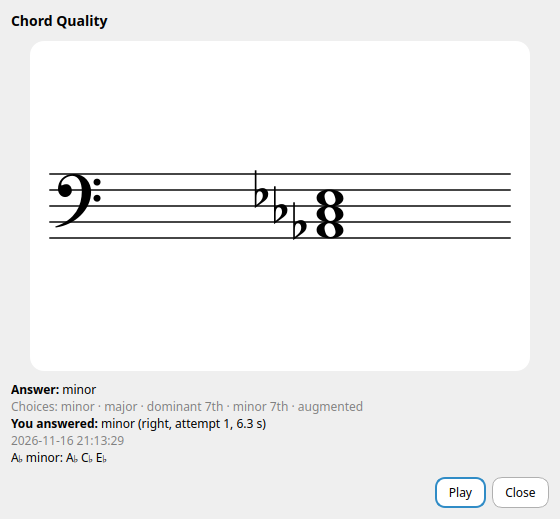 Chord Quality
Answer: minor
Choices: minor · major · dominant 7th · minor 7th · augmented
You answered: minor (right, attempt 1, 6.3 s)
2026-11-16 21:13:29
A♭ minor: A♭ C♭ E♭
Play
Close